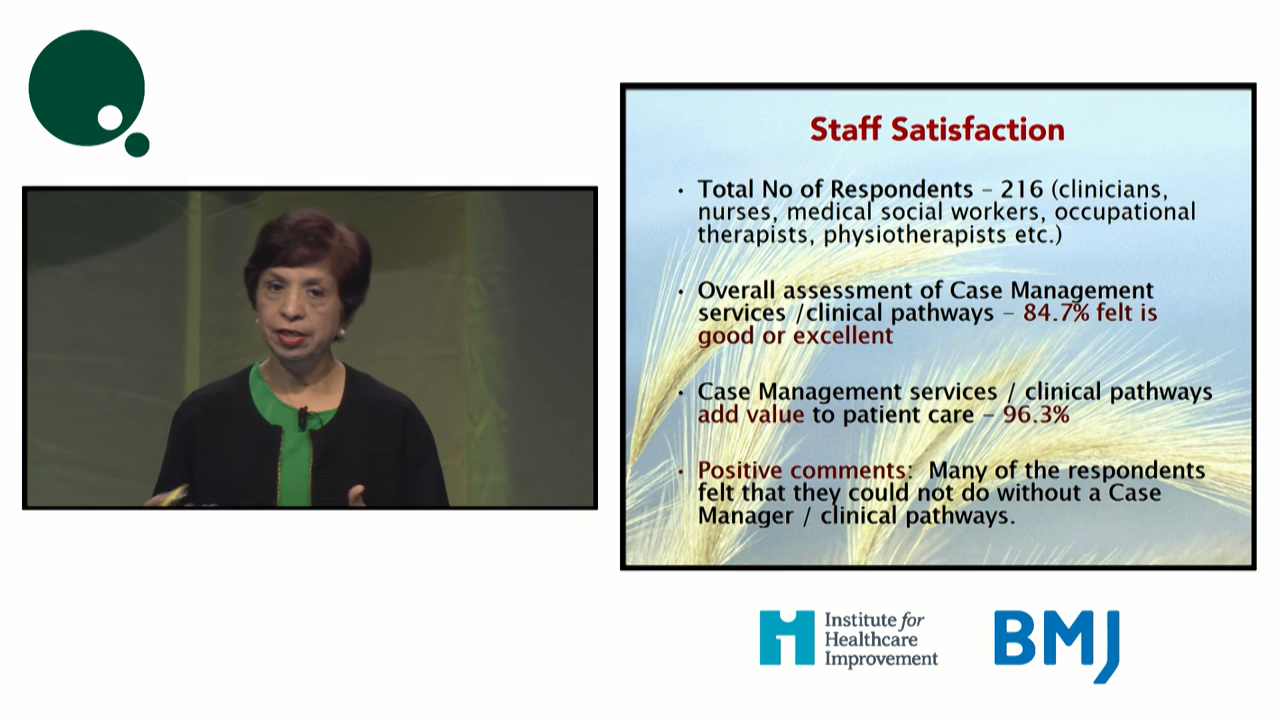 Staff Satisfaction
• Total No of Respondents – 216 (clinicians,
nurses, medical social workers, occupational
therapists, physiotherapists etc.)
• Overall assessment of Case Management
services /clinical pathways – 84.7% felt is
good or excellent
• Case Management services / clinical pathways
add value to patient care – 96.3%
• Positive comments: Many of the respondents
felt that they could not do without a Case
Manager / clinical pathways.
Institute for
Healthcare
Improvement
BMJ